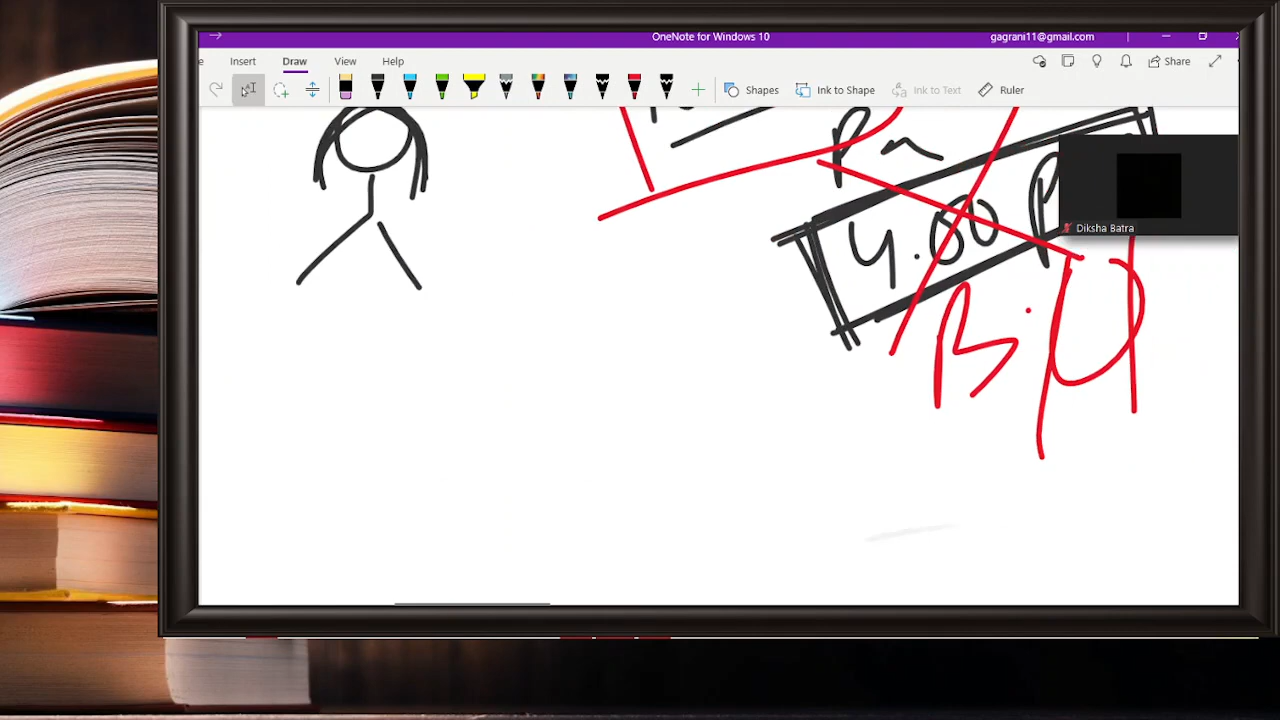 OneNote for Windows 10 gagrani11@gmail.com
Insert Draw View Help Share
Shapes Ink to Shape Ink to Text Ruler
4.00 P
Diksha Batra